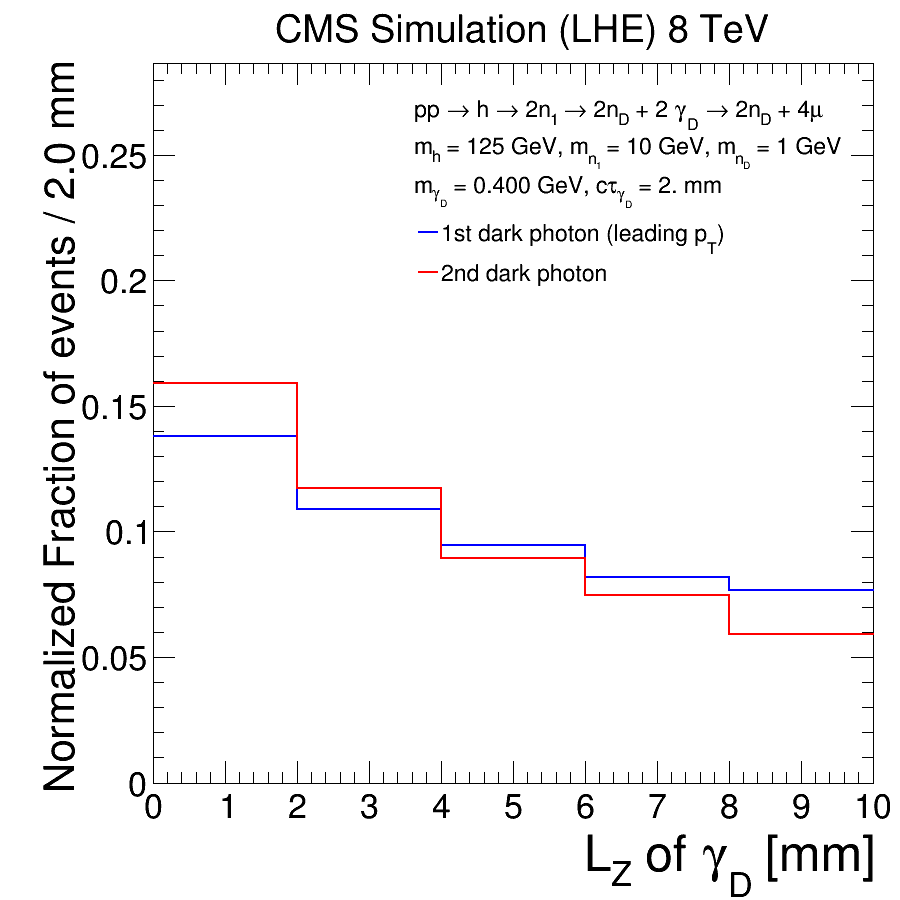 CMS Simulation (LHE) 8 TeV
pp → h → 2n1 → 2nD + 2 γD → 2nD + 4μ
mh = 125 GeV, mn1 = 10 GeV, mnD = 1 GeV
mγD = 0.400 GeV, cτγD = 2. mm
1st dark photon (leading pT)
2nd dark photon
Normalized Fraction of events / 2.0 mm
0.25
0.2
0.15
0.1
0.05
0
0 1 2 3 4 5 6 7 8 9 10
LZ of γD [mm]